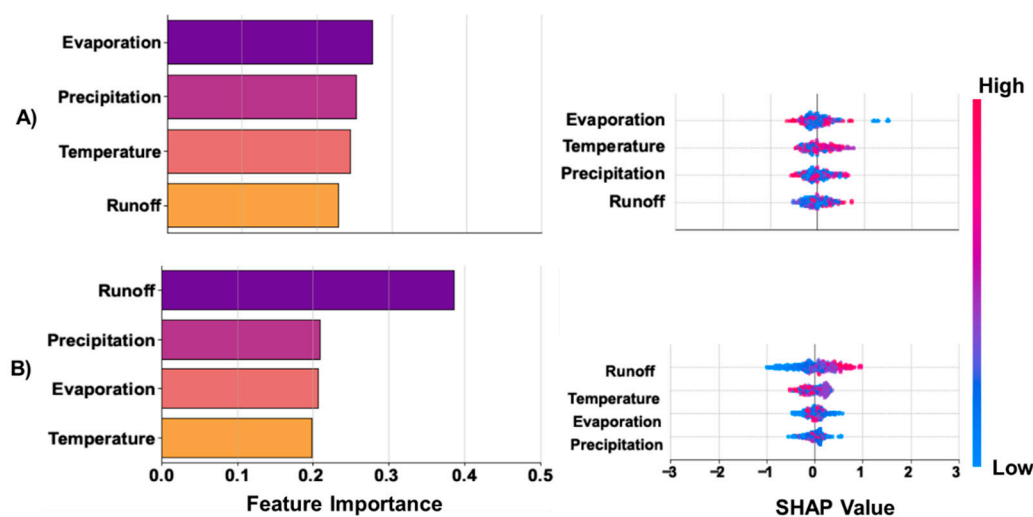 A)
Evaporation
Precipitation
Temperature
Runoff
Evaporation
Temperature
Precipitation
Runoff
High
B)
Runoff
Precipitation
Evaporation
Temperature
0.0 0.1 0.2 0.3 0.4 0.5
Feature Importance
Runoff
Temperature
Evaporation
Precipitation
−3 −2 −1 0 1 2 3
SHAP Value
Low